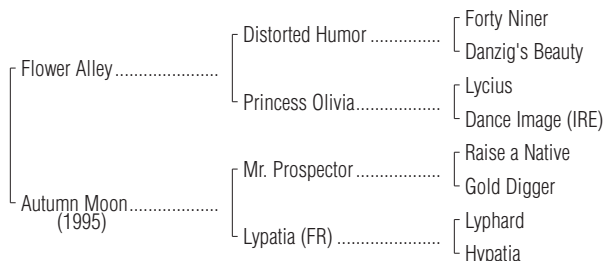 Forty Niner
Distorted Humor ................
Danzig's Beauty
Flower Alley .......................
Lycius
Princess Olivia...................
Dance Image (IRE)
Raise a Native
Mr. Prospector ...................
Gold Digger
Autumn Moon....................
(1995)
Lyphard
Lypatia (FR) .......................
Hypatia